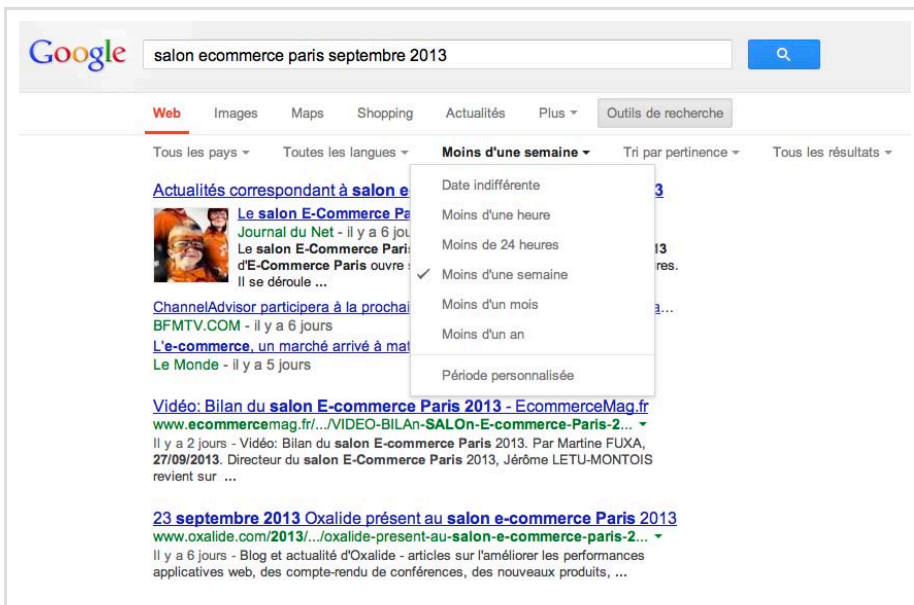 Google
salon ecommerce paris septembre 2013
Web Images Maps Shopping Actualités Plus Outils de recherche
Tous les pays Toutes les langues Moins d'une semaine Tri par pertinence Tous les résultats
Date indifférente
Moins d'une heure
Moins de 24 heures
Moins d'une semaine
Moins d'un mois
Moins d'un an
Période personnalisée
Actualités correspondant à salon e 3
Le salon E-Commerce Pa
Journal du Net - il y a 6 jou
Le salon E-Commerce Pari 13
d'E-Commerce Paris ouvre res.
Il se déroule ...
ChannelAdvisor participera à la prochai a...
BFMTV.COM - il y a 6 jours
L'e-commerce, un marché arrivé à mat
Le Monde - il y a 5 jours
Vidéo: Bilan du salon E-commerce Paris 2013 - EcommerceMag.fr
www.ecommercemag.fr/.../VIDEO-BILAn-SALOn-E-commerce-Paris-2...
Il y a 2 jours - Vidéo: Bilan du salon E-commerce Paris 2013. Par Martine FUXA,
27/09/2013. Directeur du salon E-Commerce Paris 2013, Jérôme LETU-MONTOIS
revient sur ...
23 septembre 2013 Oxalide présent au salon e-commerce Paris 2013
www.oxalide.com/2013/.../oxalide-present-au-salon-e-commerce-paris-2...
Il y a 6 jours - Blog et actualité d'Oxalide - articles sur l'améliorer les performances
applicatives web, des compte-rendu de conférences, des nouveaux produits, ...